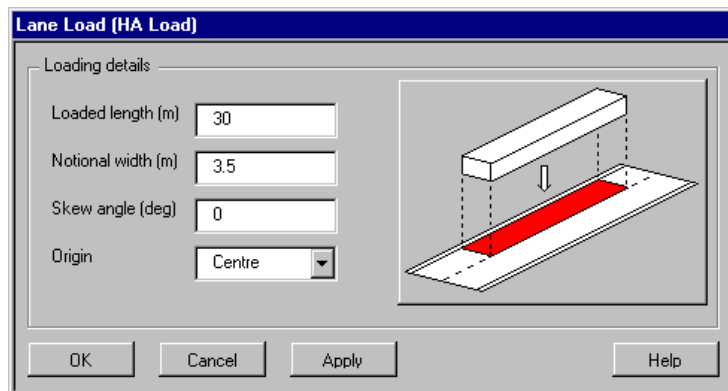 Lane Load (HA Load)
Loading details
Loaded length (m) 30
Notional width (m) 3.5
Skew angle (deg) 0
Origin Centre
OK Cancel Apply Help